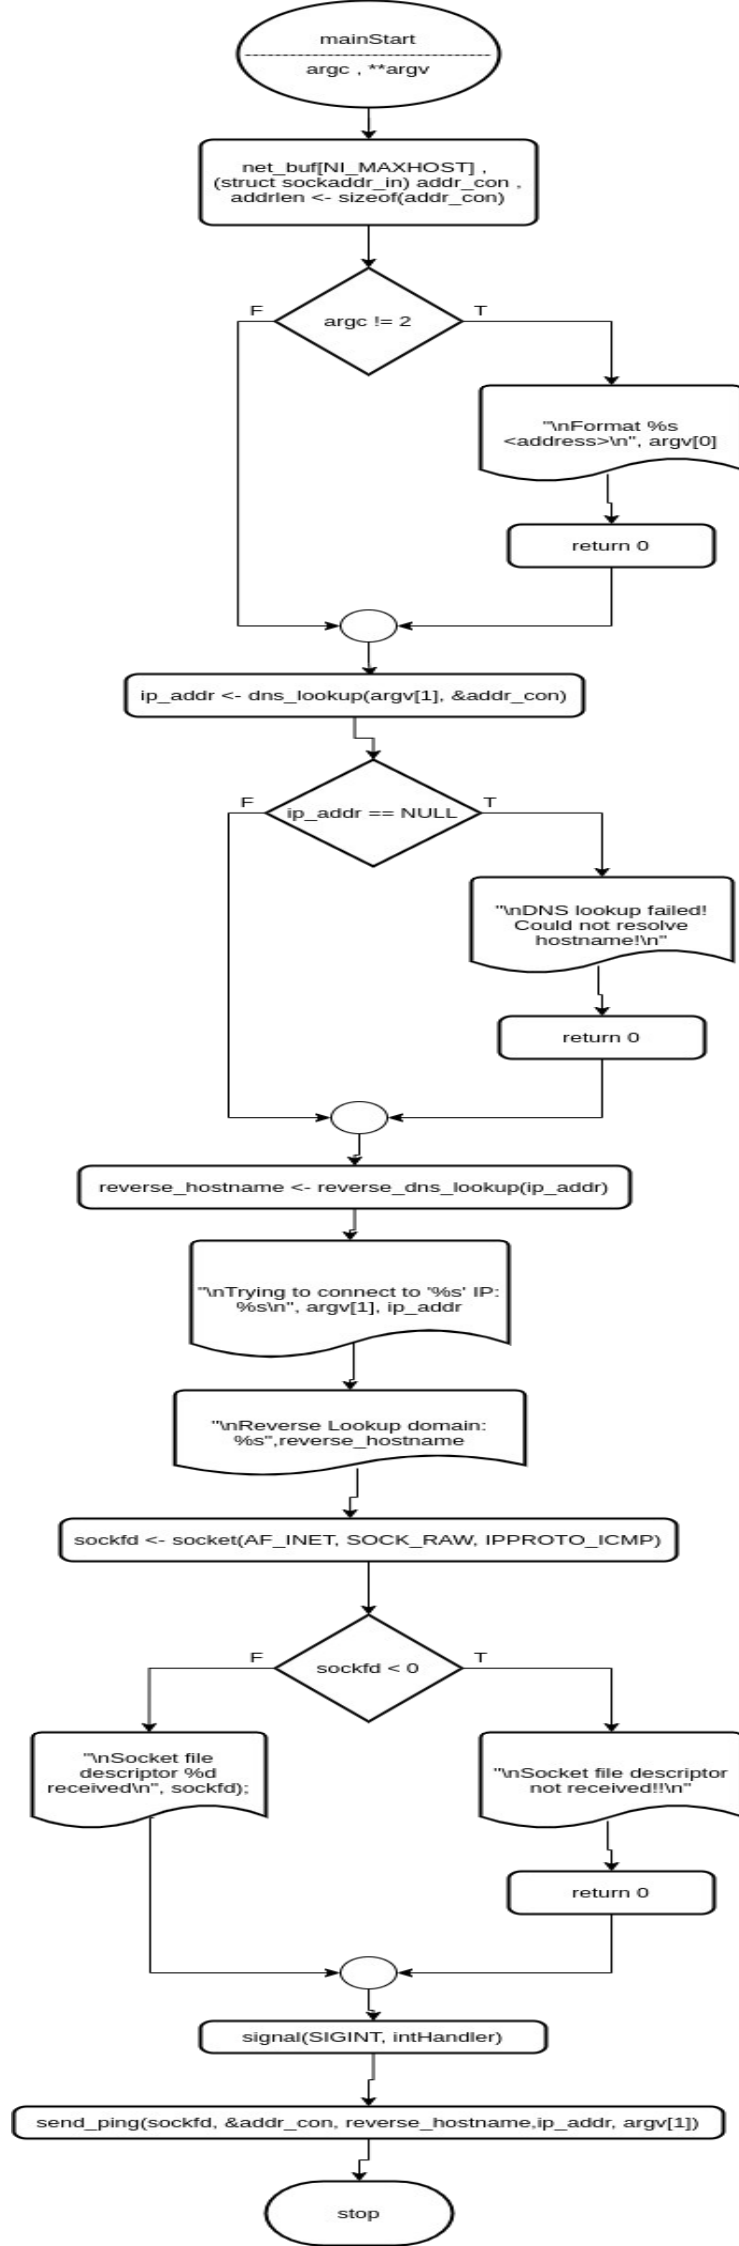 mainStart
argc , **argv
net_buf[NI_MAXHOST] ,
(struct sockaddr_in) addr_con ,
addrlen <- sizeof(addr_con)
F
argc != 2
T
"\nFormat %s
<address>\n", argv[0]
return 0
ip_addr <- dns_lookup(argv[1], &addr_con)
F
ip_addr == NULL
T
"\nDNS lookup failed!
Could not resolve
hostname!\n"
return 0
reverse_hostname <- reverse_dns_lookup(ip_addr)
"\nTrying to connect to '%s' IP:
%s\n", argv[1], ip_addr
"\nReverse Lookup domain:
%s",reverse_hostname
sockfd <- socket(AF_INET, SOCK_RAW, IPPROTO_ICMP)
F
sockfd < 0
T
"\nSocket file
descriptor %d
received\n", sockfd);
"\nSocket file descriptor
not received!!\n"
return 0
signal(SIGINT, intHandler)
send_ping(sockfd, &addr_con, reverse_hostname,ip_addr, argv[1])
stop